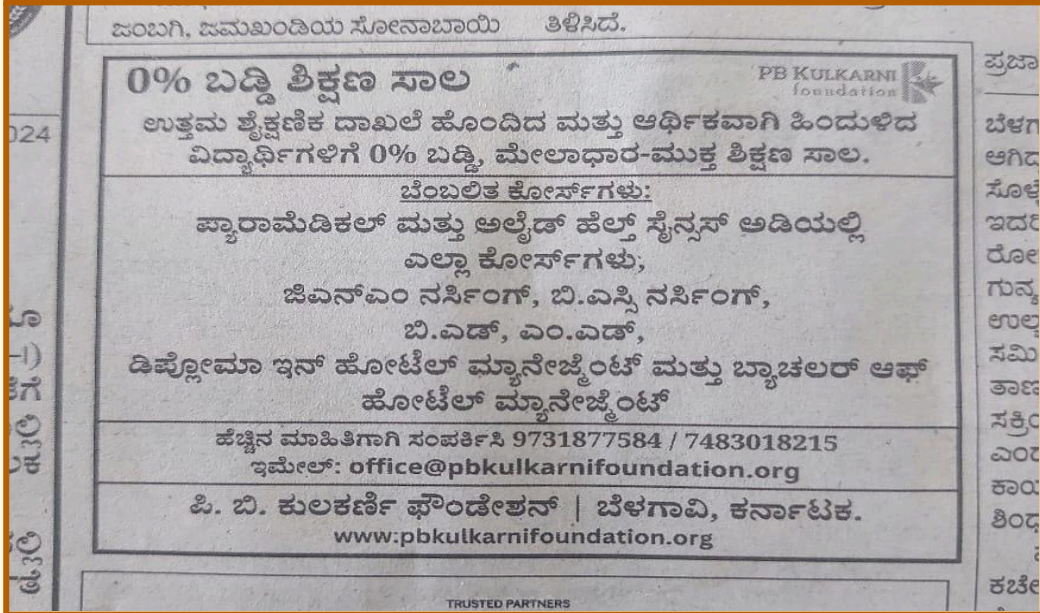 ಜಂಬಗಿ, ಜಮಖಂಡಿಯ ಸೋನಾಬಾಯಿ ತಿಳಿಸಿದೆ.
0% ಬಡ್ಡಿ ಶಿಕ್ಷಣ ಸಾಲ
PB KULKARNI
foundation
ಉತ್ತಮ ಶೈಕ್ಷಣಿಕ ದಾಖಲೆ ಹೊಂದಿದ ಮತ್ತು ಆರ್ಥಿಕವಾಗಿ ಹಿಂದುಳಿದ
ವಿದ್ಯಾರ್ಥಿಗಳಿಗೆ 0% ಬಡ್ಡಿ, ಮೇಲಾಧಾರ-ಮುಕ್ತ ಶಿಕ್ಷಣ ಸಾಲ.
ಬೆಂಬಲಿತ ಕೋರ್ಸ್‌ಗಳು:
ಪ್ಯಾರಾಮೆಡಿಕಲ್ ಮತ್ತು ಅಲೈಡ್ ಹೆಲ್ತ್ ಸೈನ್ಸಸ್ ಅಡಿಯಲ್ಲಿ
ಎಲ್ಲಾ ಕೋರ್ಸ್‌ಗಳು;
ಜಿಎನ್ಎಂ ನರ್ಸಿಂಗ್, ಬಿ.ಎಸ್ಸಿ ನರ್ಸಿಂಗ್,
ಬಿ.ಎಡ್, ಎಂ.ಎಡ್,
ಡಿಪ್ಲೋಮಾ ಇನ್ ಹೋಟೆಲ್ ಮ್ಯಾನೇಜ್ಮೆಂಟ್ ಮತ್ತು ಬ್ಯಾಚಲರ್ ಆಫ್
ಹೋಟೆಲ್ ಮ್ಯಾನೇಜ್ಮೆಂಟ್
ಹೆಚ್ಚಿನ ಮಾಹಿತಿಗಾಗಿ ಸಂಪರ್ಕಿಸಿ 9731877584 / 7483018215
ಇಮೇಲ್: office@pbkulkarnifoundation.org
ಪಿ. ಬಿ. ಕುಲಕರ್ಣಿ ಫೌಂಡೇಶನ್ | ಬೆಳಗಾವಿ, ಕರ್ನಾಟಕ.
www.pbkulkarnifoundation.org
TRUSTED PARTNERS